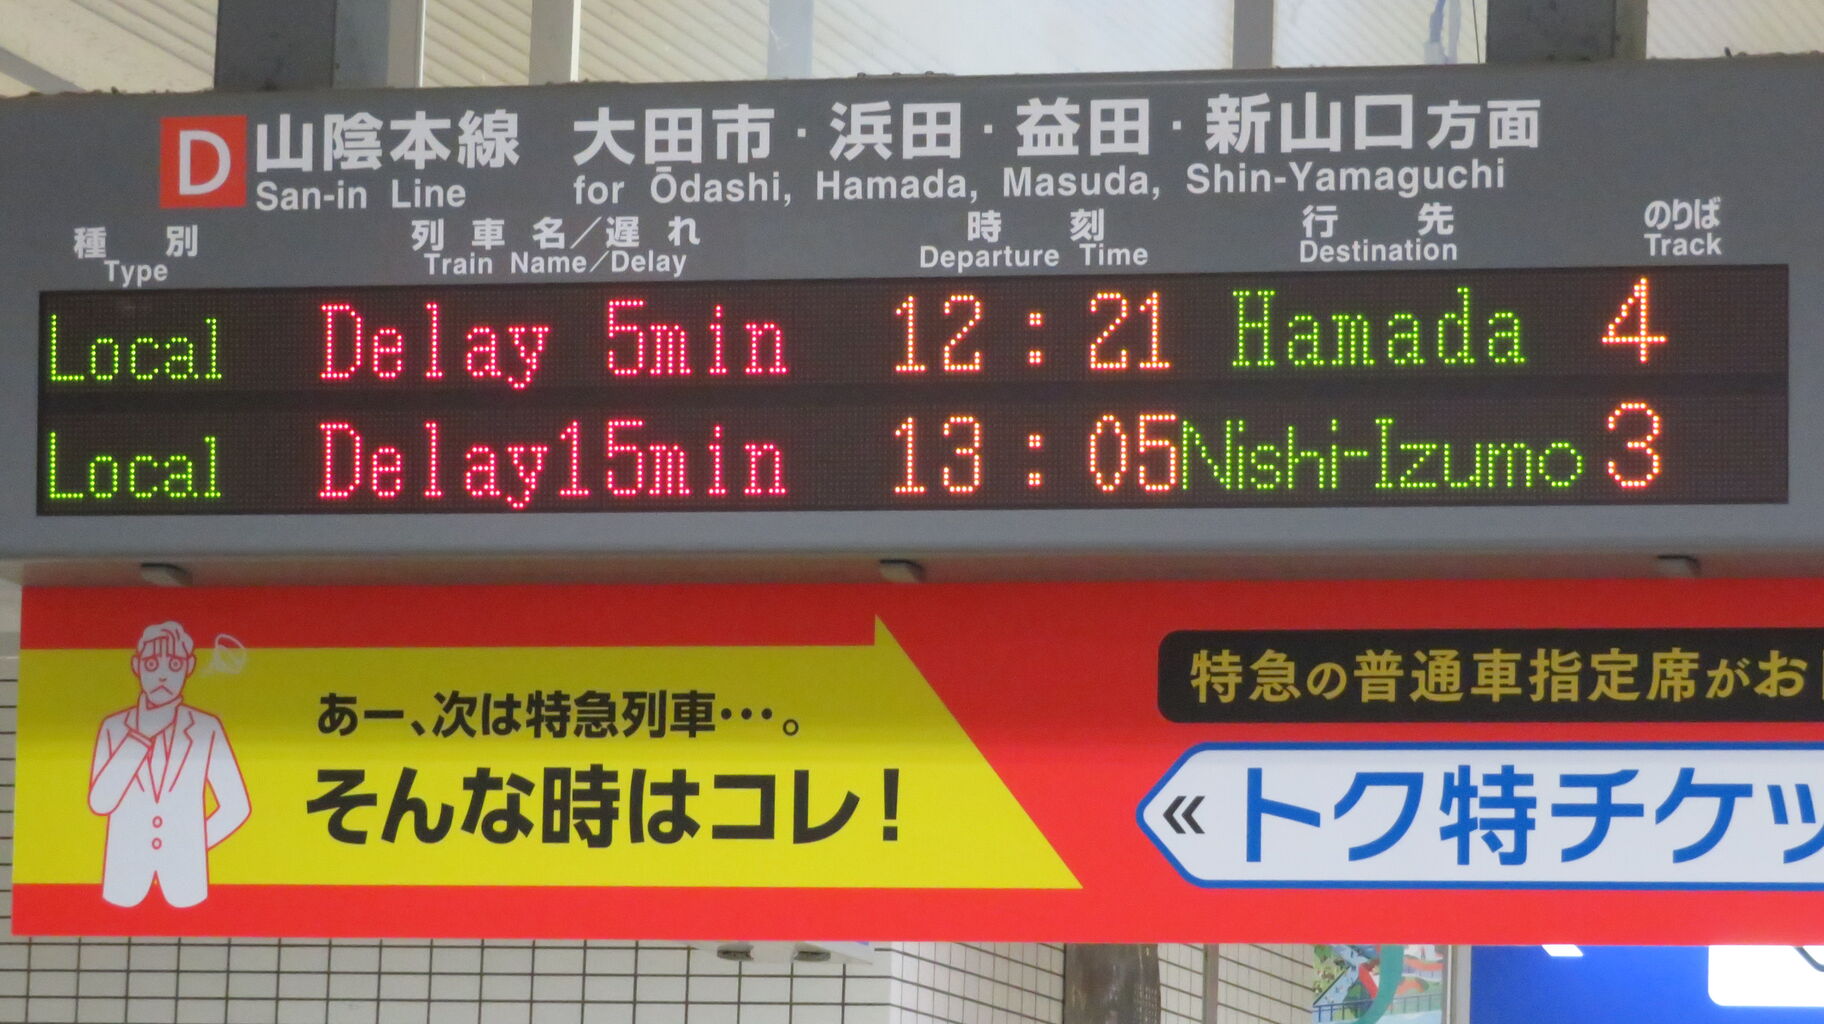 D 山陰本線 大田市・浜田・益田・新山口方面
San-in Line for Ōdashi, Hamada, Masuda, Shin-Yamaguchi
種別 列車名／遅れ 時刻 行先 のりば
Type Train Name／Delay Departure Time Destination Track
Local Delay 5min 12:21 Hamada 4
Local Delay15min 13:05 Nishi-Izumo 3
あー、次は特急列車…。
そんな時はコレ！
特急の普通車指定席がお
«トク特チケッ